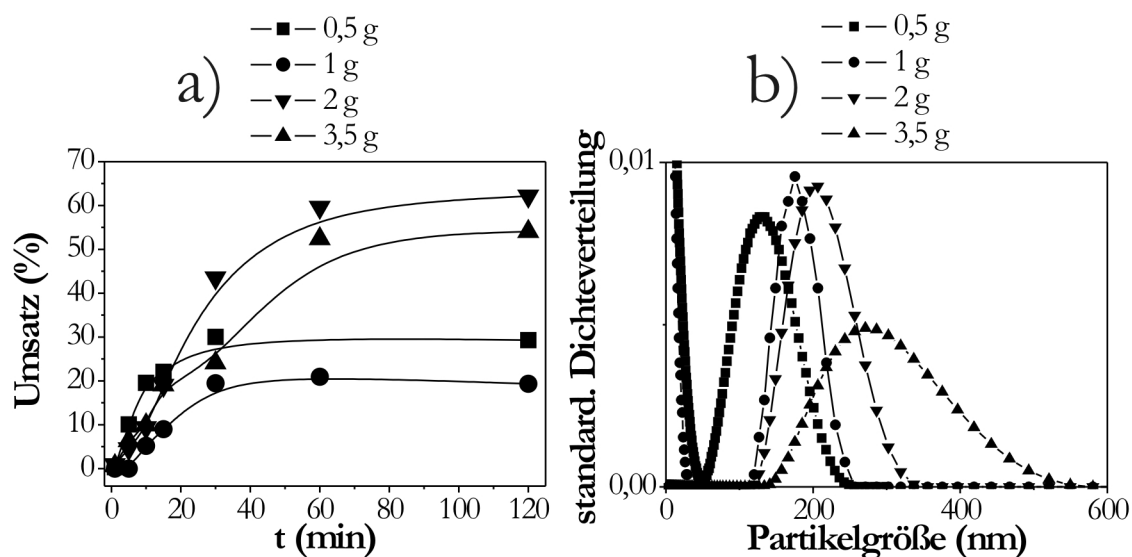 a)
0,5 g
1 g
2 g
3,5 g
70
60
50
40
30
20
10
0
Umsatz (%)
0 20 40 60 80 100 120
t (min)
b)
0,5 g
1 g
2 g
3,5 g
0,01
0,00
standard. Dichteverteilung
0 200 400 600
Partikelgröße (nm)